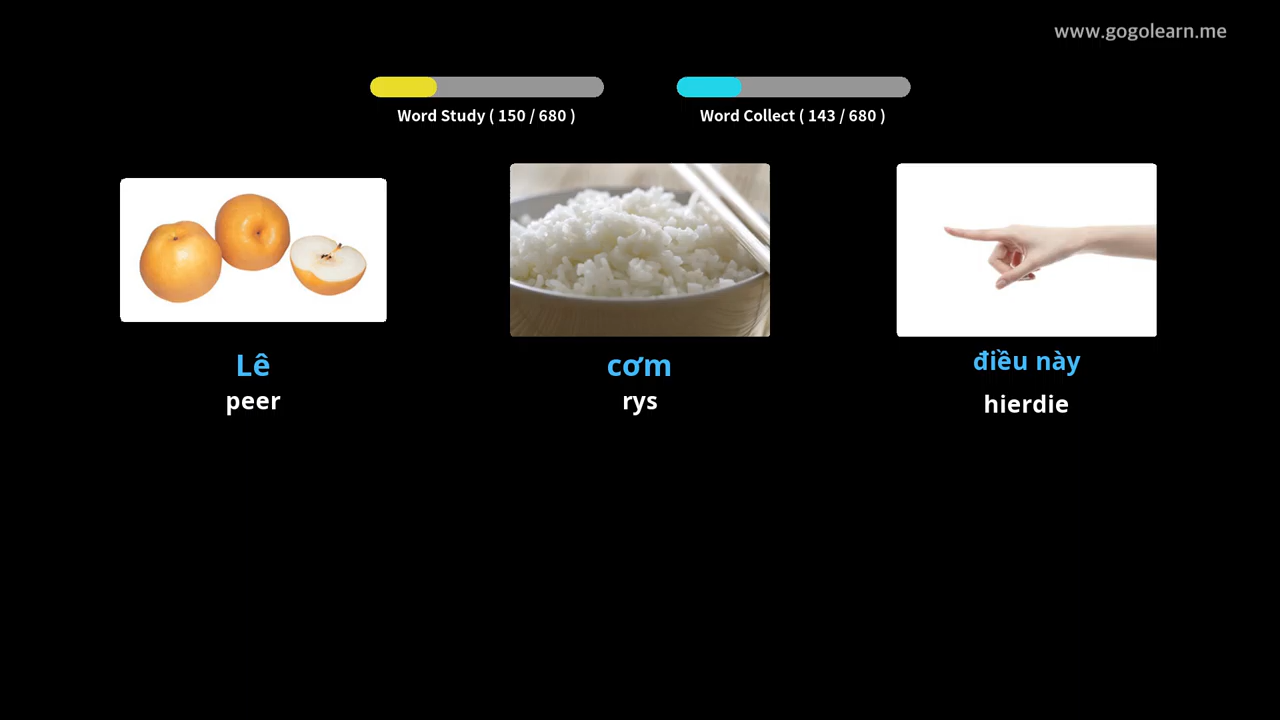 www.gogolearn.me
Word Study ( 150 / 680 )
Word Collect ( 143 / 680 )
Lê
peer
cơm
rys
điều này
hierdie